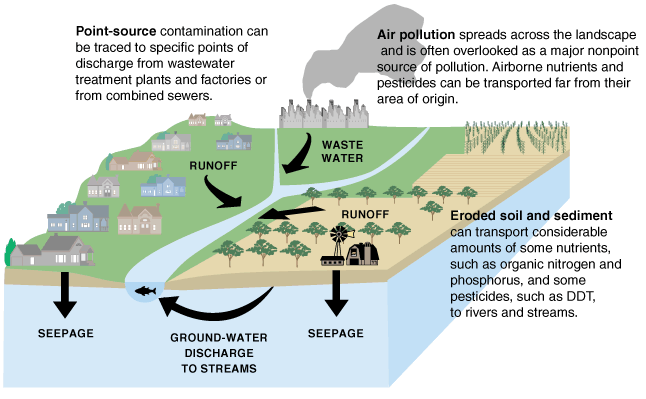 Point-source contamination can
be traced to specific points of
discharge from wastewater
treatment plants and factories or
from combined sewers.
Air pollution spreads across the landscape
and is often overlooked as a major nonpoint
source of pollution. Airborne nutrients and
pesticides can be transported far from their
area of origin.
WASTE
WATER
RUNOFF
RUNOFF
Eroded soil and sediment
can transport considerable
amounts of some nutrients,
such as organic nitrogen and
phosphorus, and some
pesticides, such as DDT,
to rivers and streams.
SEEPAGE
GROUND-WATER
DISCHARGE
TO STREAMS
SEEPAGE